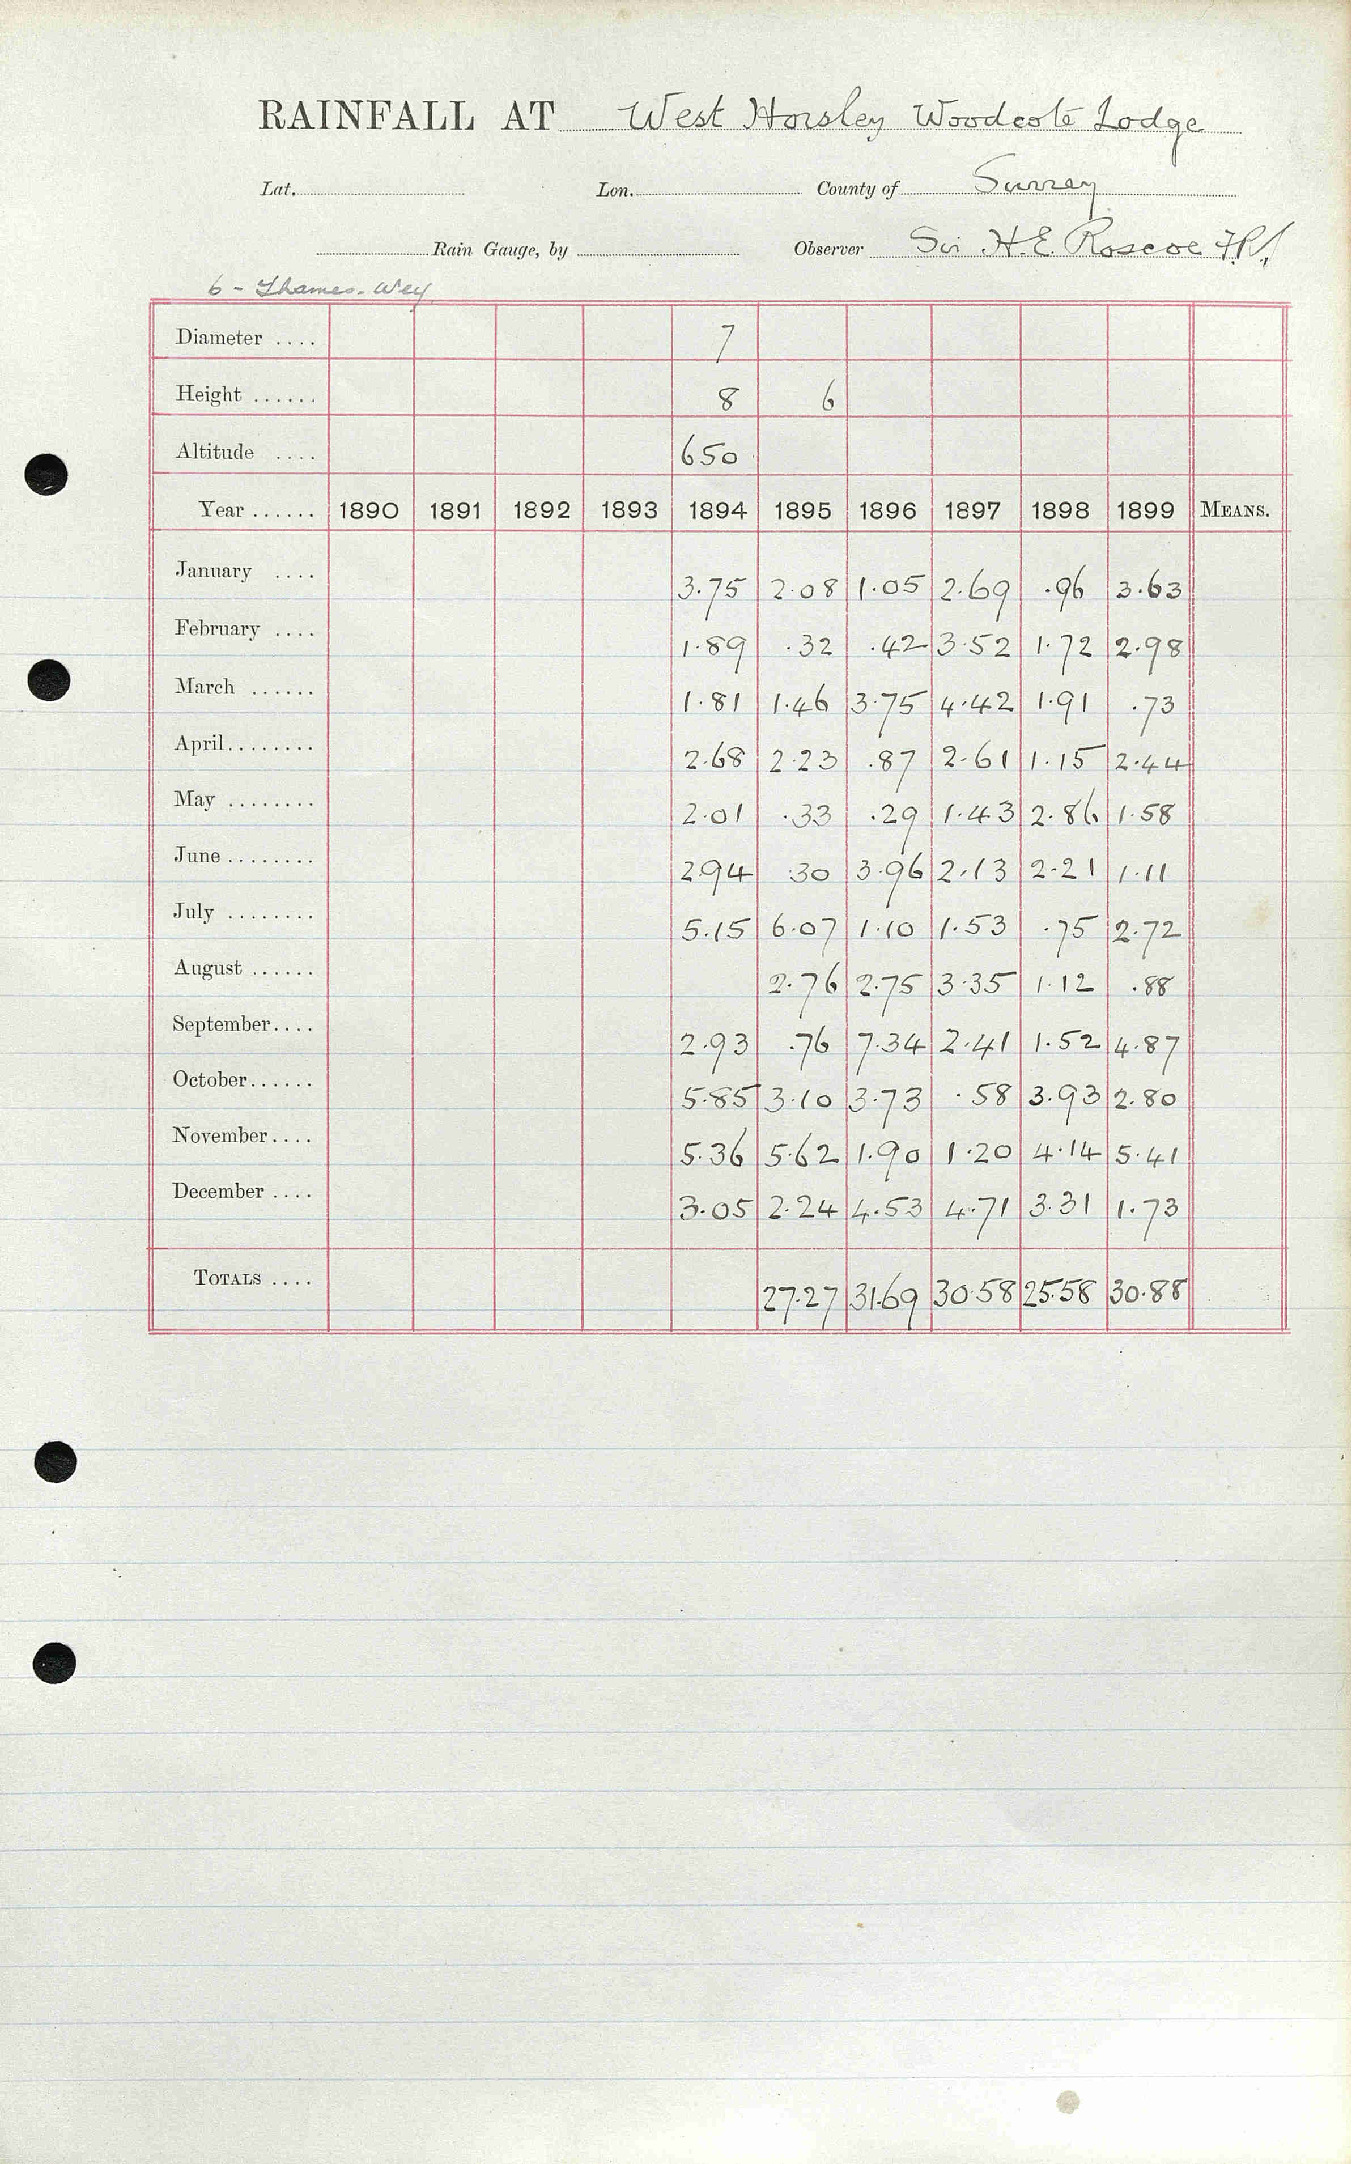 RAINFALL AT West Horsley Woodcote Lodge
Lat. Lon. County of Surrey
Rain Gauge, by Observer Sir H.E. Roscoe F.R.S.,
6 - Thames. Wey
Diameter .... 7
Height ...... 8 6
Altitude .... 650
Year ...... 1890 1891 1892 1893 1894 1895 1896 1897 1898 1899 MEANS.
January .... 3.75 2.08 1.05 2.69 .96 3.63
February .... 1.89 .32 .42 3.52 1.72 2.98
March ...... 1.81 1.46 3.75 4.42 1.91 .73
April........ 2.68 2.23 .87 2.61 1.15 2.44
May ........ 2.01 .33 .29 1.43 2.86 1.58
June ........ 2.94 .30 3.96 2.13 2.21 1.11
July ........ 5.15 6.07 1.10 1.53 .75 2.72
August ...... 2.76 2.75 3.35 1.12 .88
September.... 2.93 .76 7.34 2.41 1.52 4.87
October...... 5.85 3.10 3.73 .58 3.93 2.80
November.... 5.36 5.62 1.90 1.20 4.14 5.41
December .... 3.05 2.24 4.53 4.71 3.31 1.73
TOTALS .... 27.27 31.69 30.58 25.58 30.88